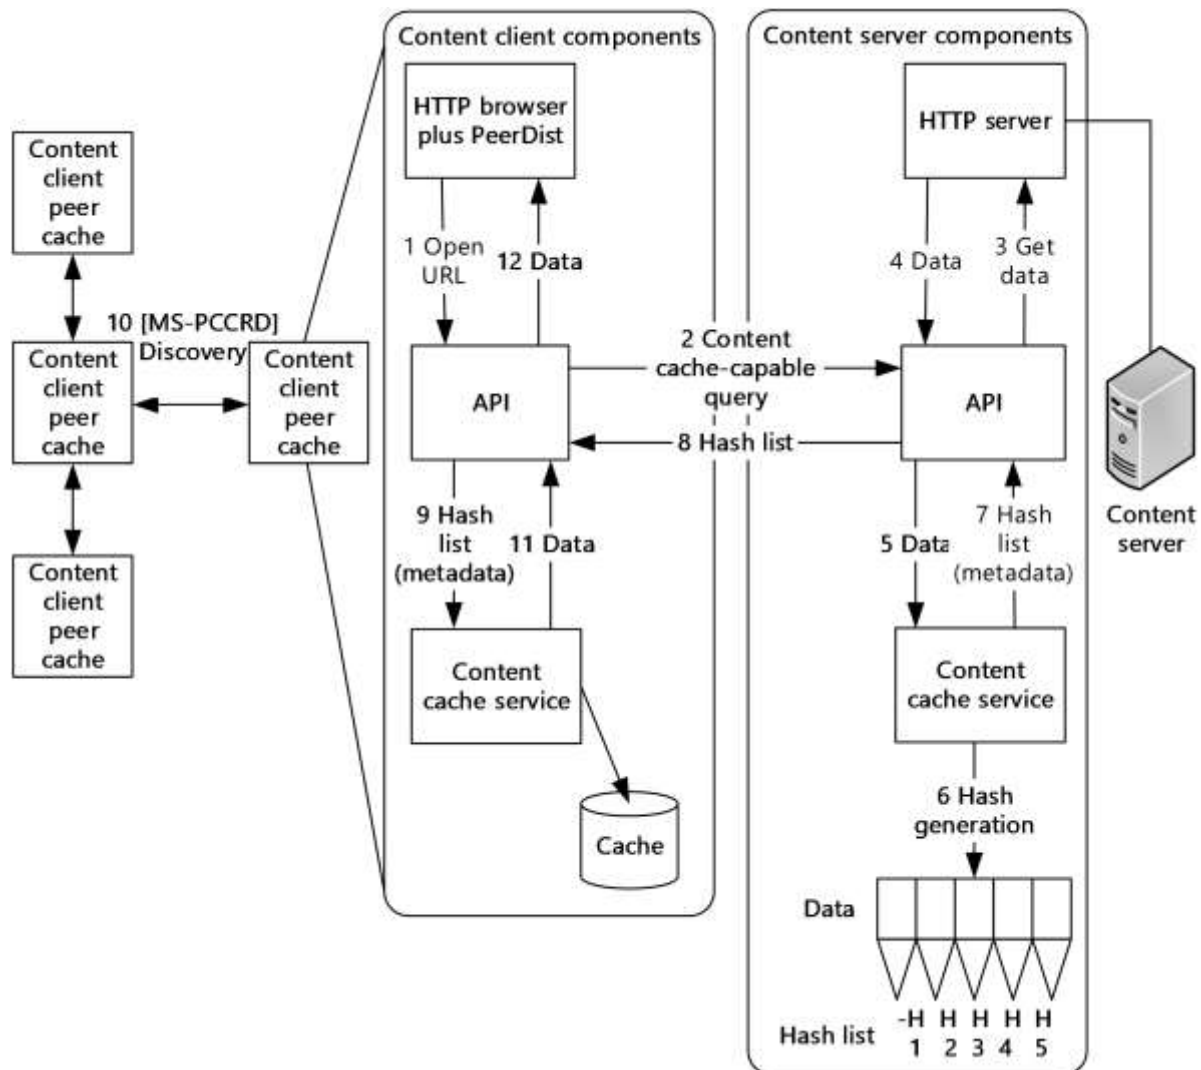 Content client components
HTTP browser
plus PeerDist
1 Open
URL
12 Data
API
9 Hash
list
(metadata)
11 Data
Content
cache service
Cache
Content
client
peer
cache
10 [MS-PCCRD]
Discovery
Content
client
peer
cache
Content
client
peer
cache
Content
client
peer
cache
2 Content
cache-capable
query
8 Hash list
Content server components
HTTP server
4 Data
3 Get
data
API
5 Data
7 Hash
list
(metadata)
Content
cache service
6 Hash
generation
Data
Hash list
-H H H H H
1 2 3 4 5
Content
server